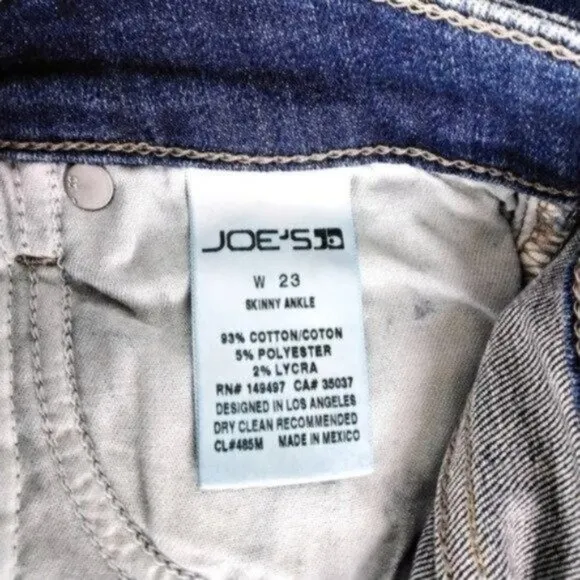 JOE'S
W 23
SKINNY ANKLE
93% COTTON/COTON
5% POLYESTER
2% LYCRA
RN# 149497 CA# 35037
DESIGNED IN LOS ANGELES
DRY CLEAN RECOMMENDED
CL#485M MADE IN MEXICO